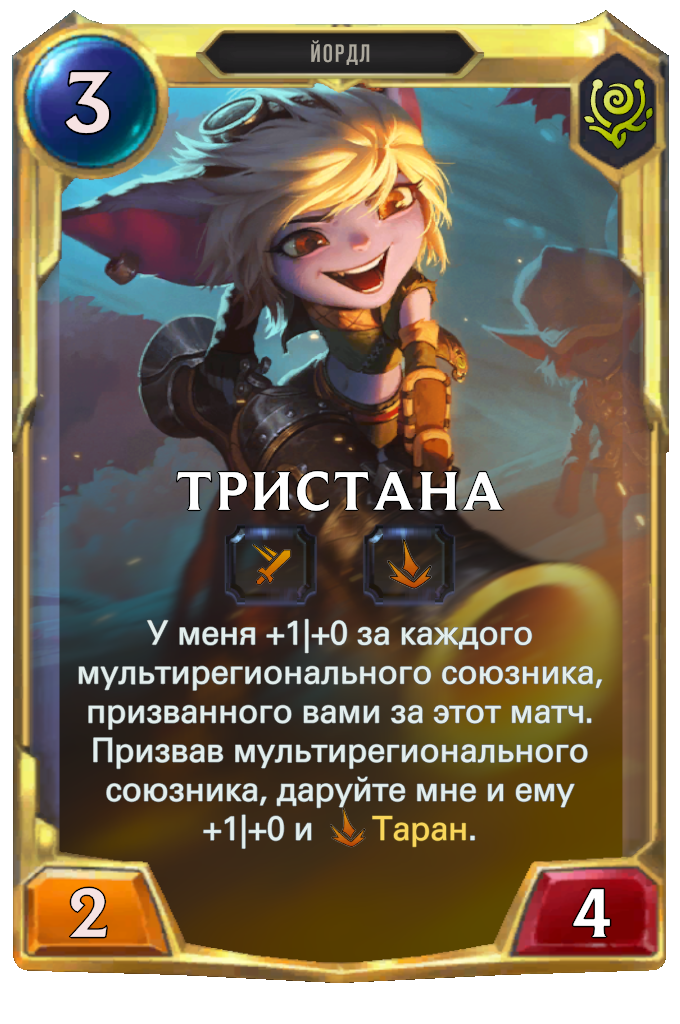 ЙОРДЛ
3
ТРИСТАНА
У меня +1|+0 за каждого
мультирегионального союзника,
призванного вами за этот матч.
Призвав мультирегионального
союзника, даруйте мне и ему
+1|+0 и Таран.
2
4